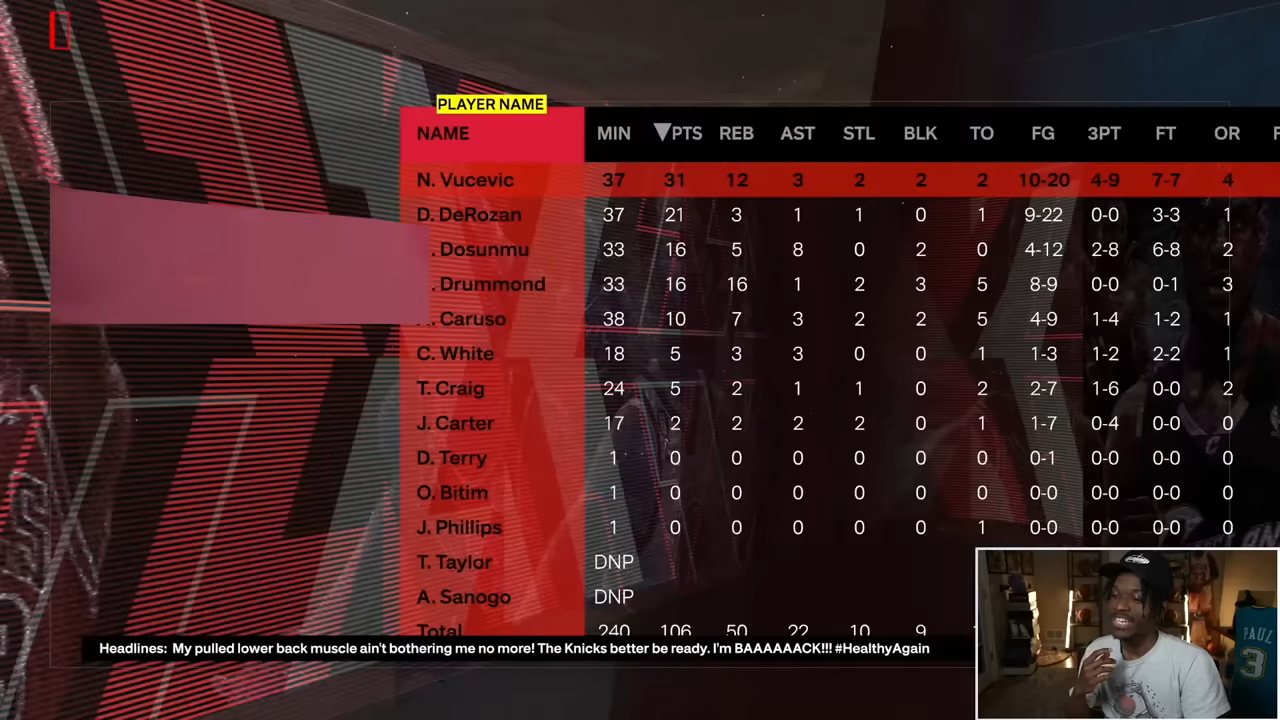 PLAYER NAME
NAME MIN PTS REB AST STL BLK TO FG 3PT FT OR
N. Vucevic 37 31 12 3 2 2 2 10-20 4-9 7-7 4
D. DeRozan 37 21 3 1 1 0 1 9-22 0-0 3-3 1
. Dosunmu 33 16 5 8 0 2 0 4-12 2-8 6-8 2
. Drummond 33 16 16 1 2 3 5 8-9 0-0 0-1 3
. Caruso 38 10 7 3 2 2 5 4-9 1-4 1-2 1
C. White 18 5 3 3 0 0 1 1-3 1-2 2-2 1
T. Craig 24 5 2 1 1 0 2 2-7 1-6 0-0 2
J. Carter 17 2 2 2 2 0 1 1-7 0-4 0-0 0
D. Terry 1 0 0 0 0 0 0 0-1 0-0 0-0 0
O. Bitim 1 0 0 0 0 0 0 0-0 0-0 0-0 0
J. Phillips 1 0 0 0 0 0 1 0-0 0-0 0-0 0
T. Taylor DNP
A. Sanogo DNP
Total 240 106 50 22 10 9
Headlines: My pulled lower back muscle ain't bothering me no more! The Knicks better be ready. I'm BAAAAAACK!!! #HealthyAgain
PAUL
3